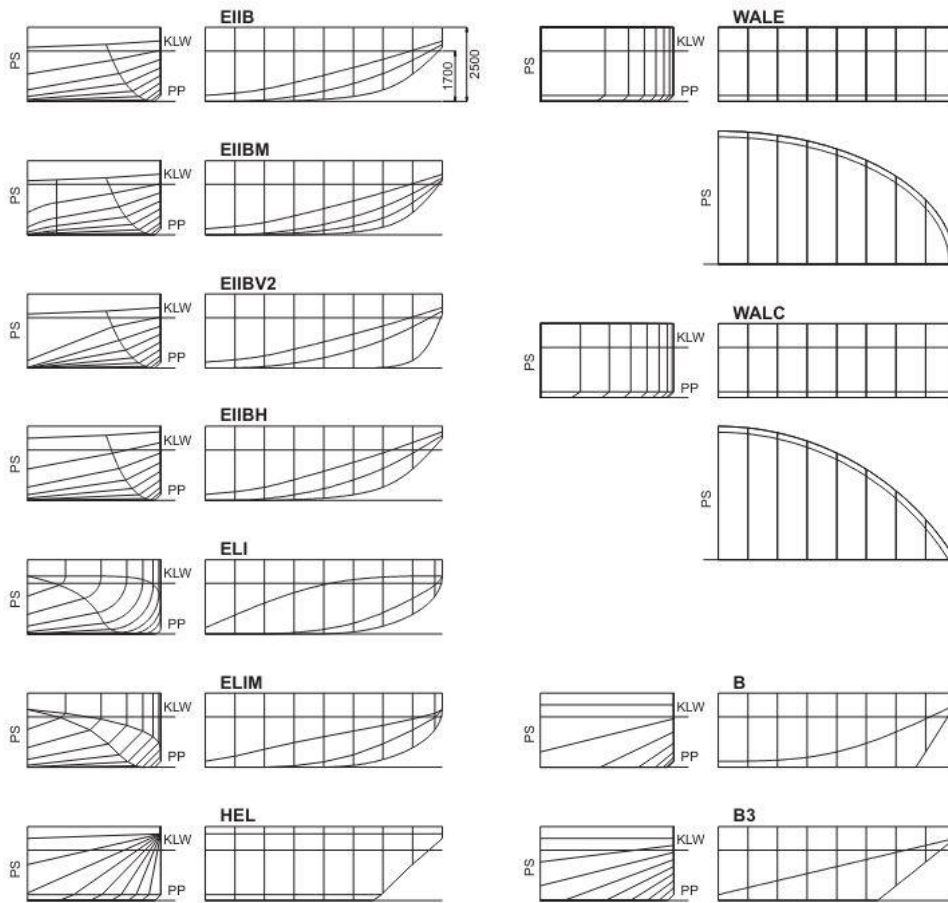 EIIB
PS
KLW
PP
1700
2500
EIIBM
PS
KLW
PP
EIIBV2
PS
KLW
PP
EIIBH
PS
KLW
PP
ELI
PS
KLW
PP
ELIM
PS
KLW
PP
HEL
PS
KLW
PP
WALE
PS
KLW
PP
PS
WALC
PS
KLW
PP
PS
B
PS
KLW
PP
B3
PS
KLW
PP